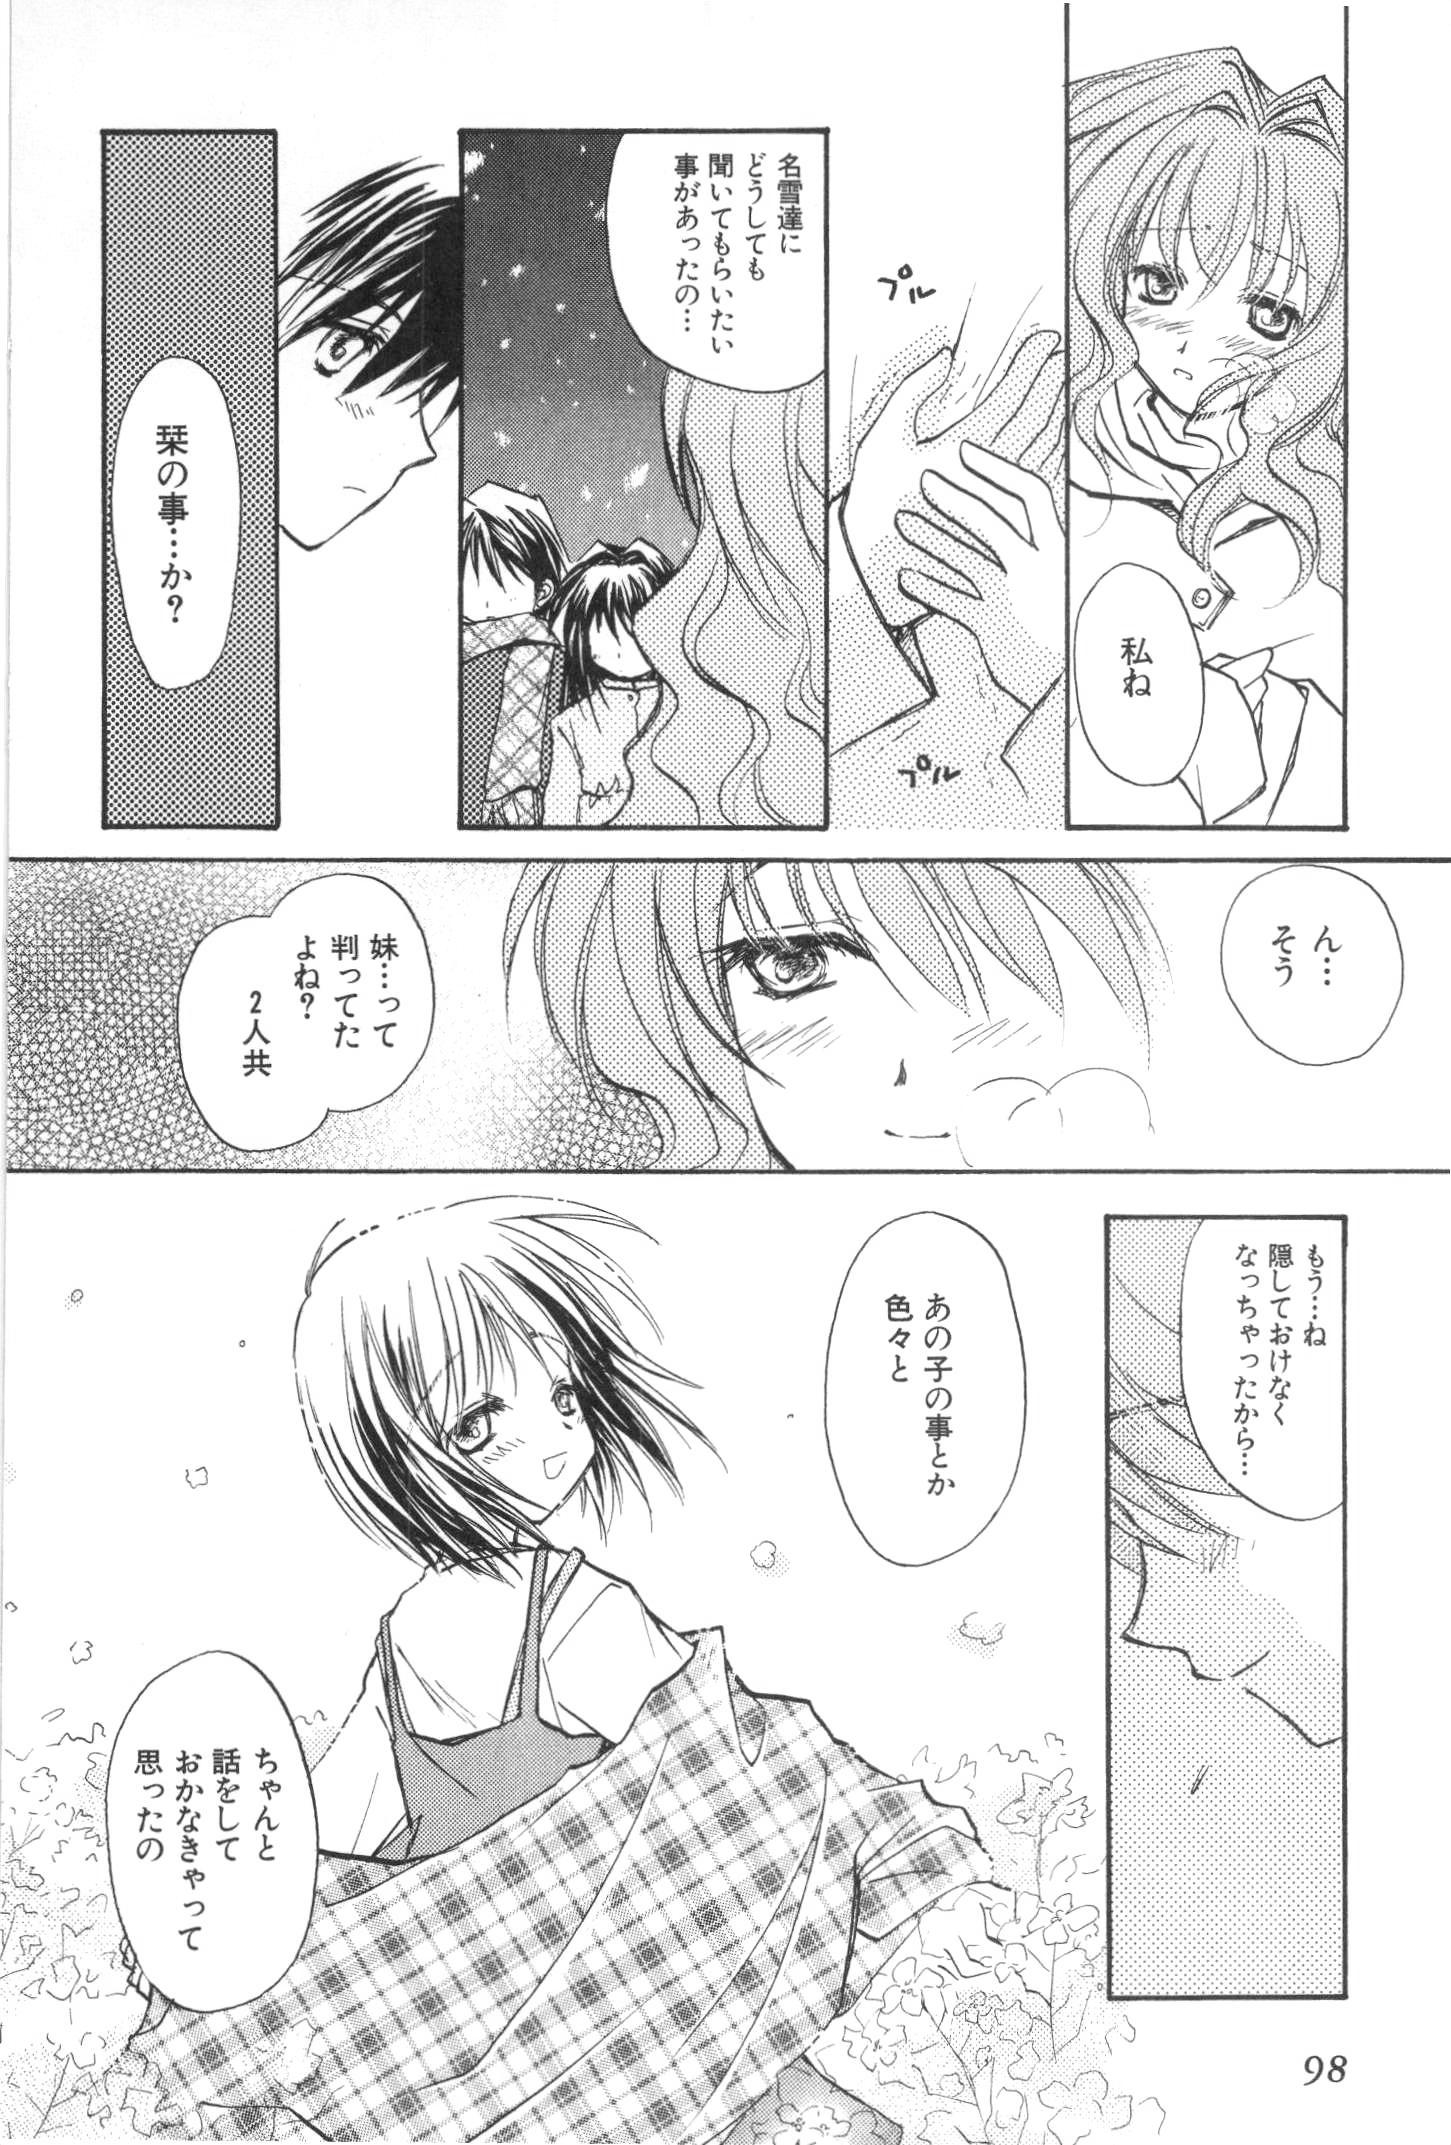 私ね
プル
プル
名雪達に
どうしても
聞いてもらいたい
事があったの…
栞の事…か？
ん…
そう
妹…って
判ってた
よね？
2人共
もう…ね
隠しておけなく
なっちゃったから…
あの子の事とか
色々と
ちゃんと
話をして
おかなきゃって
思ったの
98